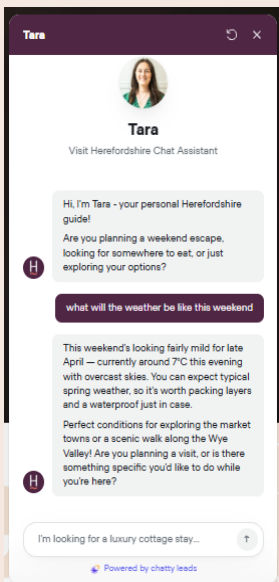 Tara
Tara
Visit Herefordshire Chat Assistant
Hi, I'm Tara - your personal Herefordshire
guide!
Are you planning a weekend escape,
looking for somewhere to eat, or just
exploring your options?
H
what will the weather be like this weekend
This weekend's looking fairly mild for late
April — currently around 7°C this evening
with overcast skies. You can expect typical
spring weather, so it's worth packing layers
and a waterproof just in case.
Perfect conditions for exploring the market
towns or a scenic walk along the Wye
Valley! Are you planning a visit, or is there
something specific you'd like to do while
you're here?
H
I'm looking for a luxury cottage stay...
Powered by chatty leads